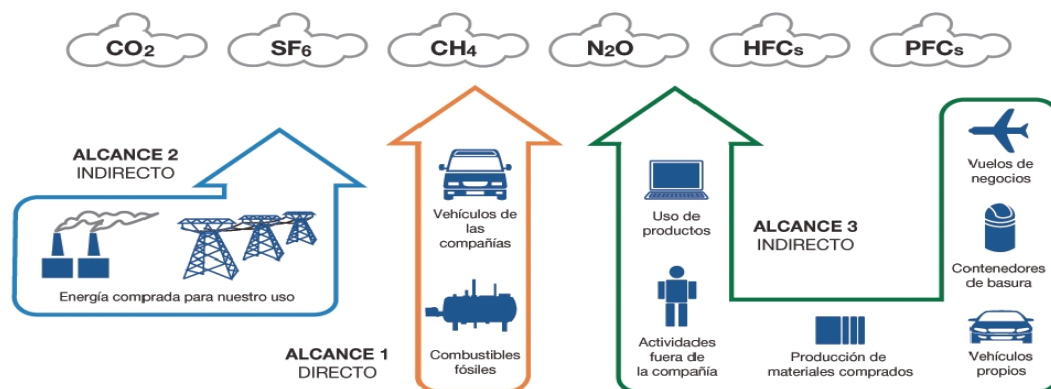 CO₂
SF₆
CH₄
N₂O
HFCs
PFCs
ALCANCE 2
INDIRECTO
Energía comprada para nuestro uso
ALCANCE 1
DIRECTO
Vehículos de
las
compañías
Combustibles
fósiles
Uso de
productos
Actividades
fuera de
la compañía
ALCANCE 3
INDIRECTO
Producción de
materiales comprados
Vuelos de
negocios
Contenedores
de basura
Vehículos
propios